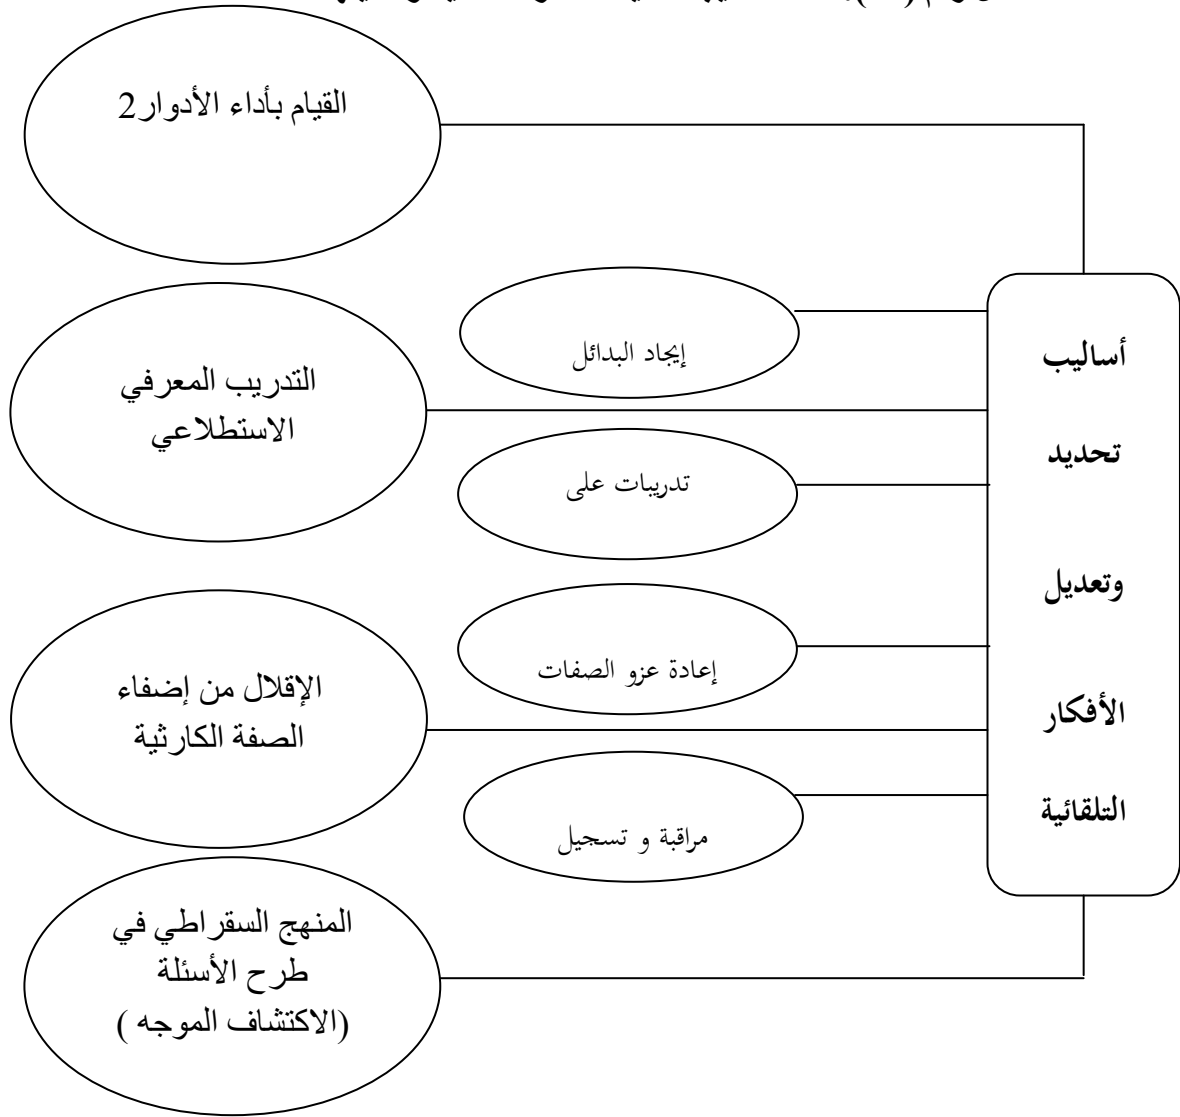 القيام بأداء الأدوار2
إيجاد البدائل
أساليب
التدريب المعرفي
الاستطلاعي
تحديد
تدريبات على
وتعديل
إعادة عزو الصفات
الإقلال من إضفاء
الصفة الكارثية
الأفكار
التلقائية
مراقبة و تسجيل
المنهج السقراطي في
طرح الأسئلة
(الاكتشاف الموجه )